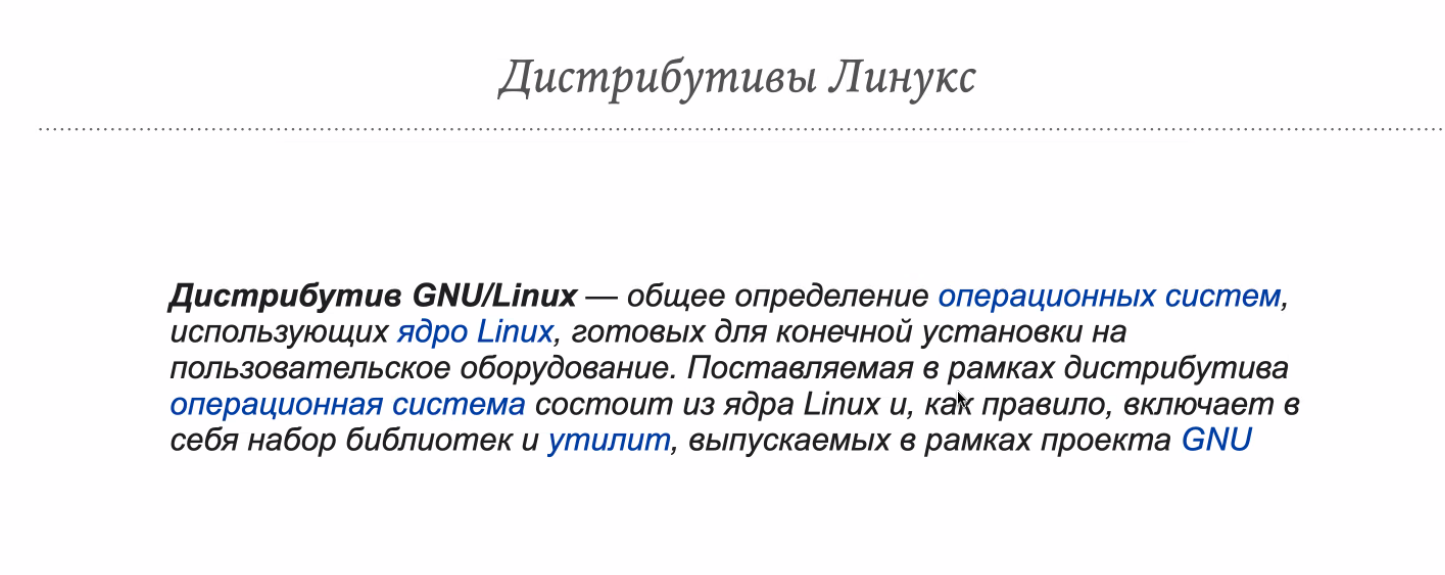 Дистрибутивы Линукс
Дистрибутив GNU/Linux — общее определение операционных систем,
использующих ядро Linux, готовых для конечной установки на
пользовательское оборудование. Поставляемая в рамках дистрибутива
операционная система состоит из ядра Linux и, как правило, включает в
себя набор библиотек и утилит, выпускаемых в рамках проекта GNU